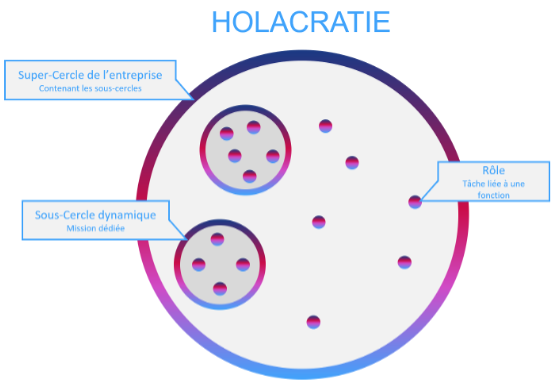 HOLACRATIE
Super-Cercle de l'entreprise
Contenant les sous-cercles
Rôle
Tâche liée à une
fonction
Sous-Cercle dynamique
Mission dédiée